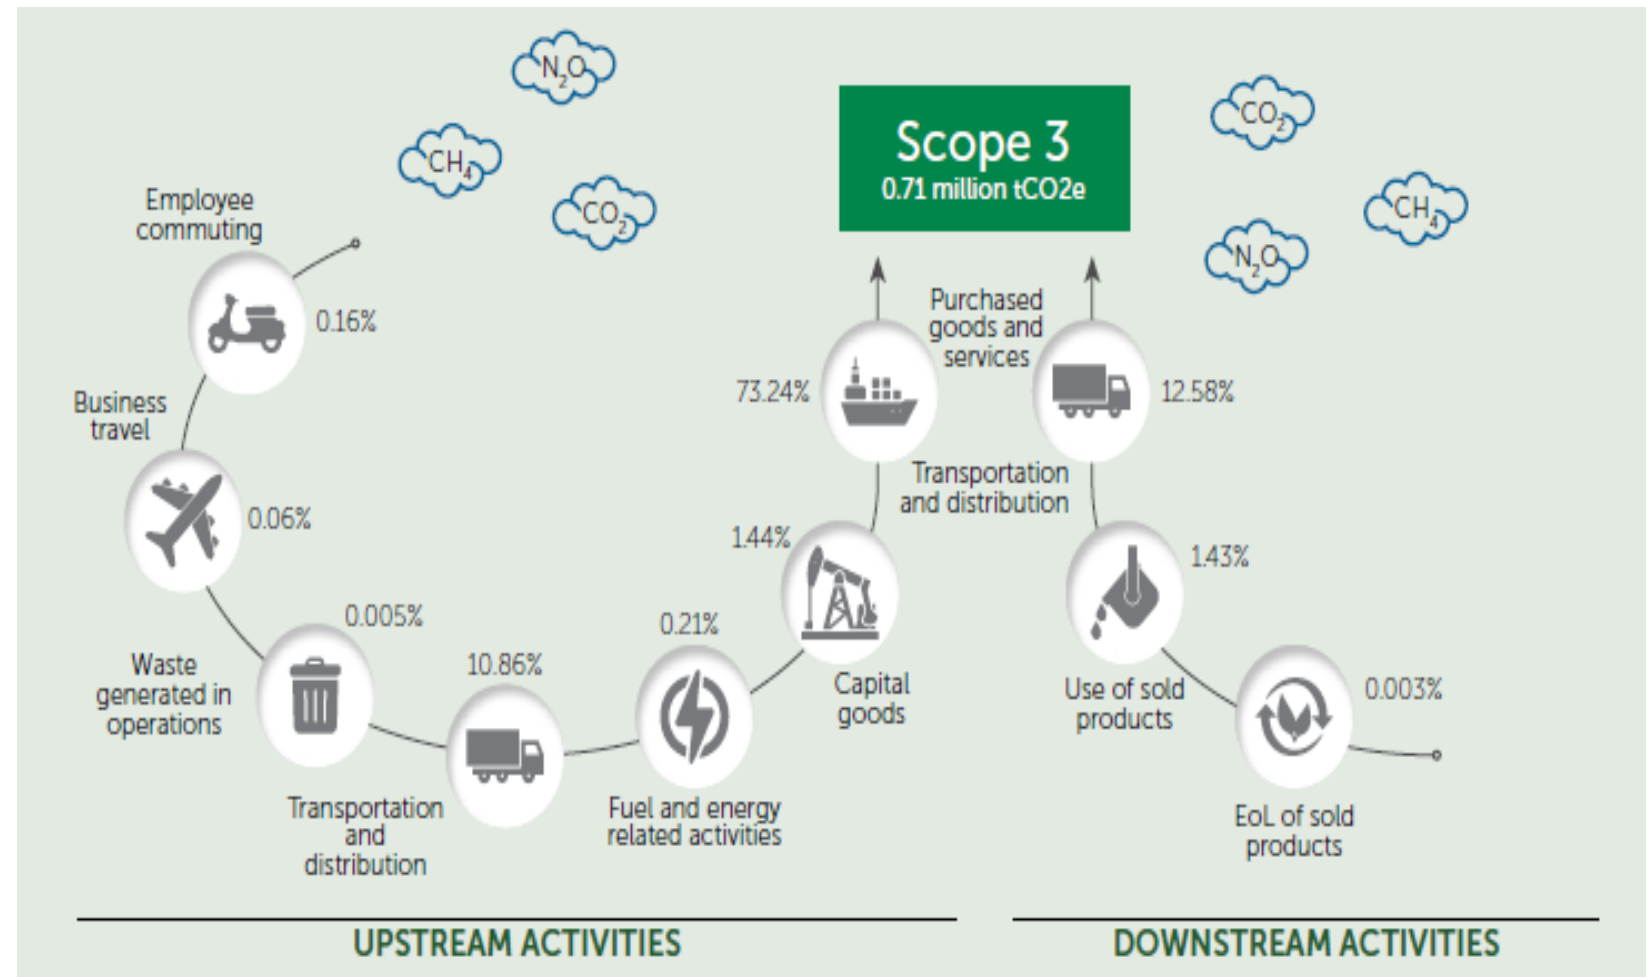 N2O
CH4
CO2
Scope 3
0.71 million tCO2e
CO2
CH4
N2O
Employee
commuting
0.16%
Business
travel
0.06%
Waste
generated in
operations
0.005%
Transportation
and
distribution
10.86%
Fuel and energy
related activities
0.21%
Capital
goods
1.44%
Purchased
goods and
services
73.24%
Transportation
and distribution
12.58%
Use of sold
products
1.43%
EoL of sold
products
0.003%
UPSTREAM ACTIVITIES
DOWNSTREAM ACTIVITIES